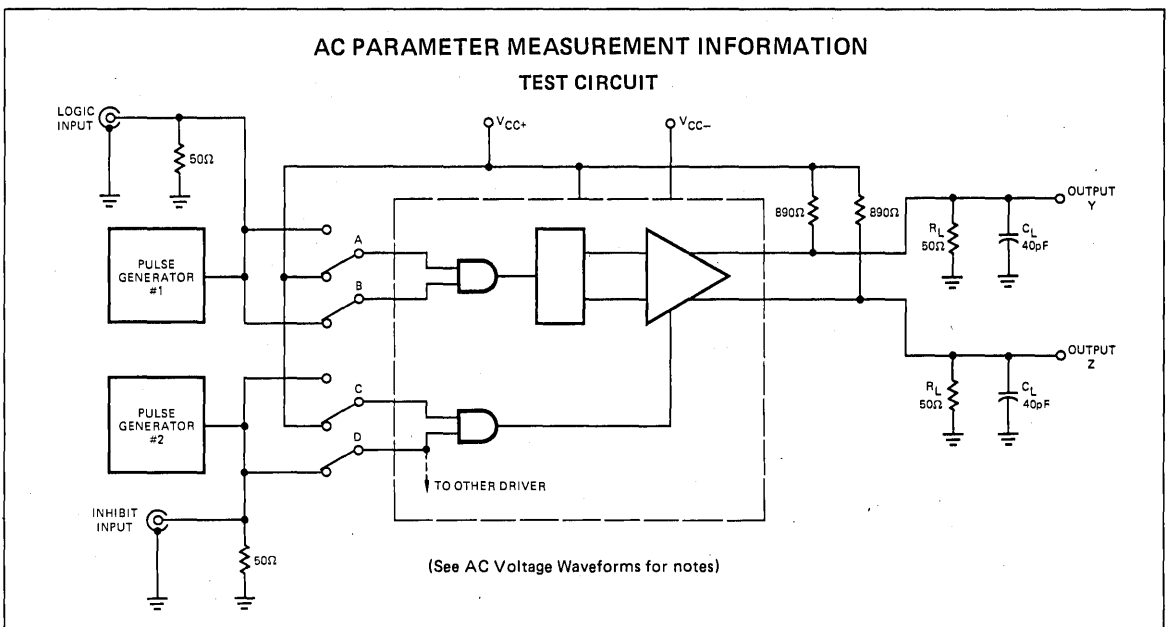 AC PARAMETER MEASUREMENT INFORMATION
TEST CIRCUIT
LOGIC
INPUT
50Ω
VCC+
VCC−
PULSE
GENERATOR
#1
A
B
890Ω
890Ω
RL
50Ω
CL
40pF
OUTPUT
Y
PULSE
GENERATOR
#2
C
D
TO OTHER DRIVER
RL
50Ω
CL
40pF
OUTPUT
Z
INHIBIT
INPUT
50Ω
(See AC Voltage Waveforms for notes)